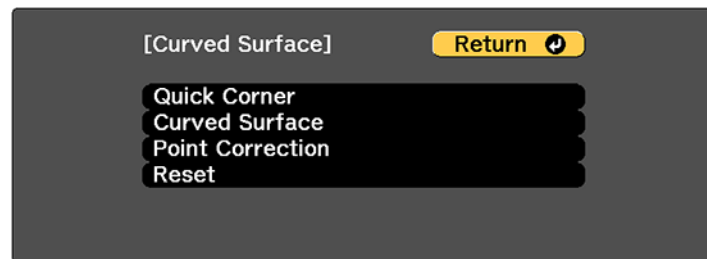 [Curved Surface] Return
Quick Corner
Curved Surface
Point Correction
Reset